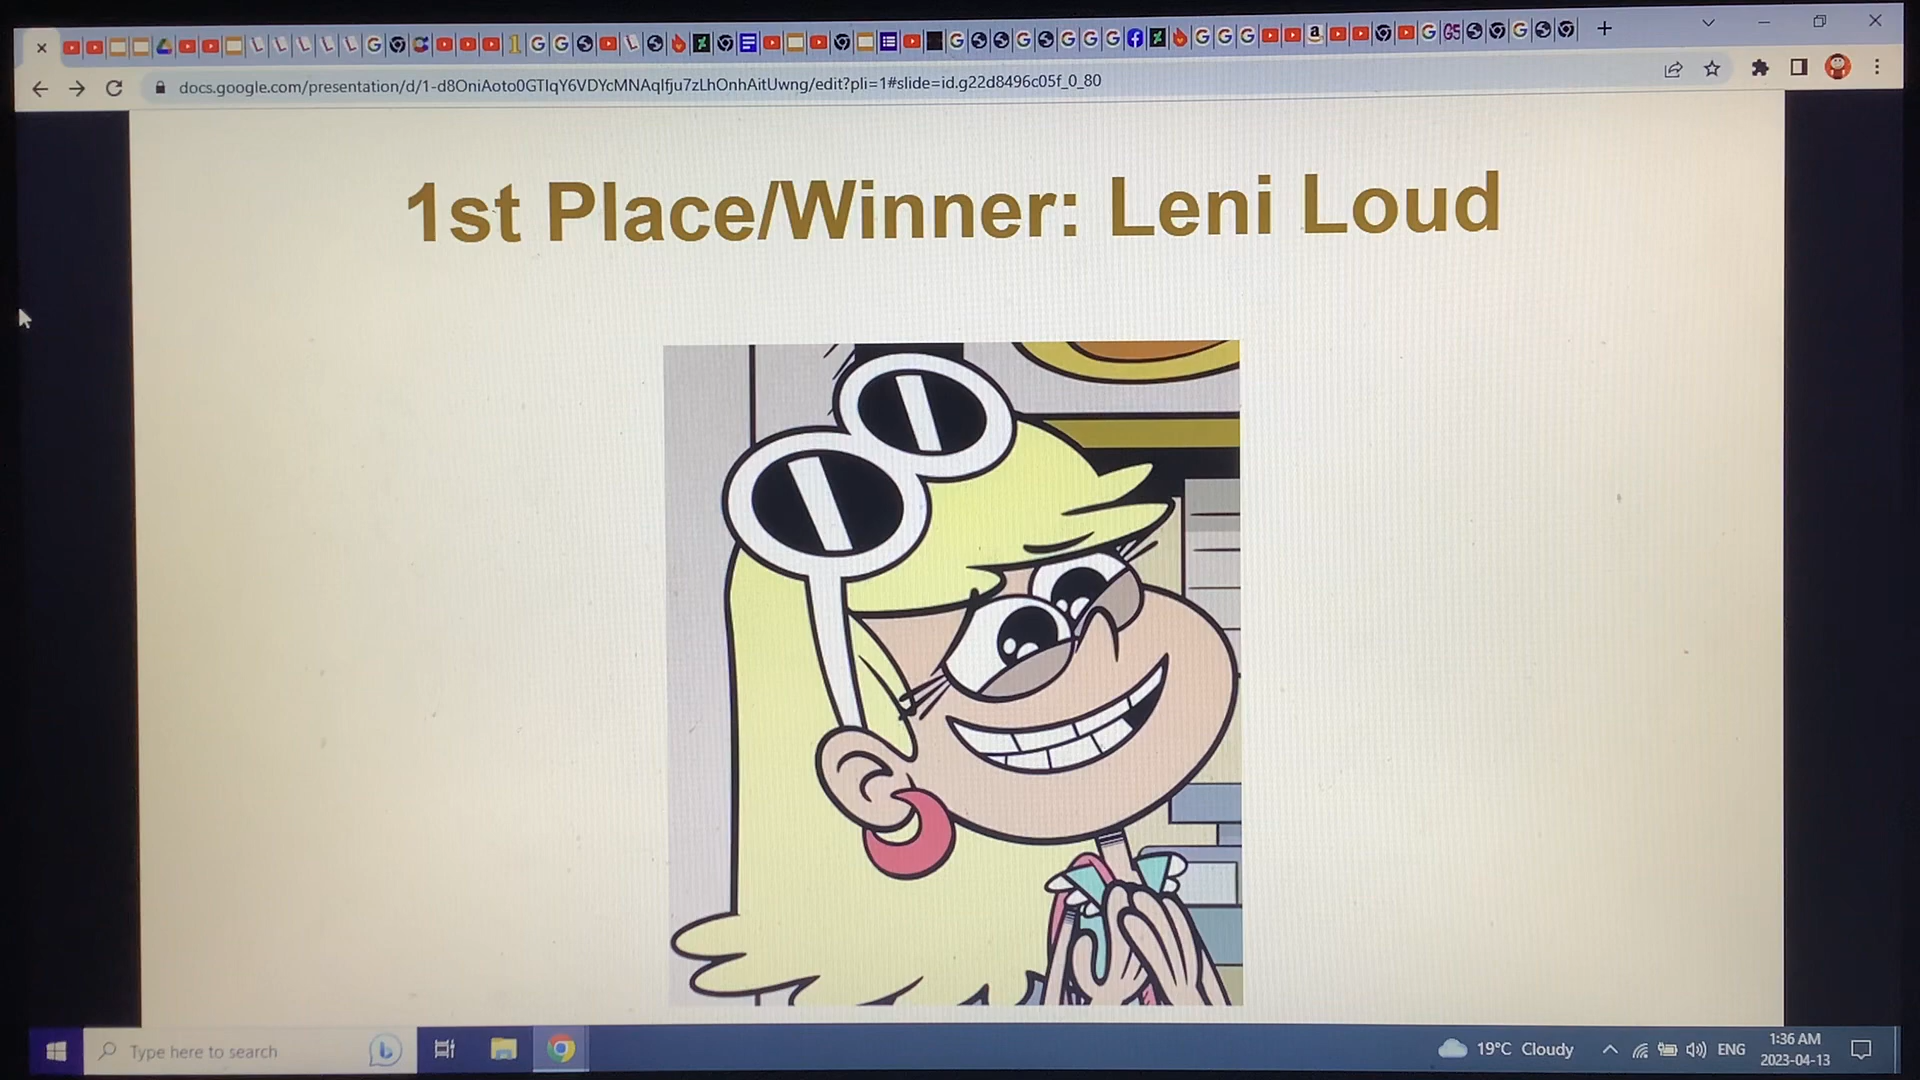 docs.google.com/presentation/d/1-d8OniAoto0GTIqY6VDYcMNAqIfju7zLhOnhAitUwng/edit?pli=1#slide=id.g22d8496c05f_0_80
1st Place/Winner: Leni Loud
Type here to search
19°C Cloudy
ENG
1:36 AM
2023-04-13